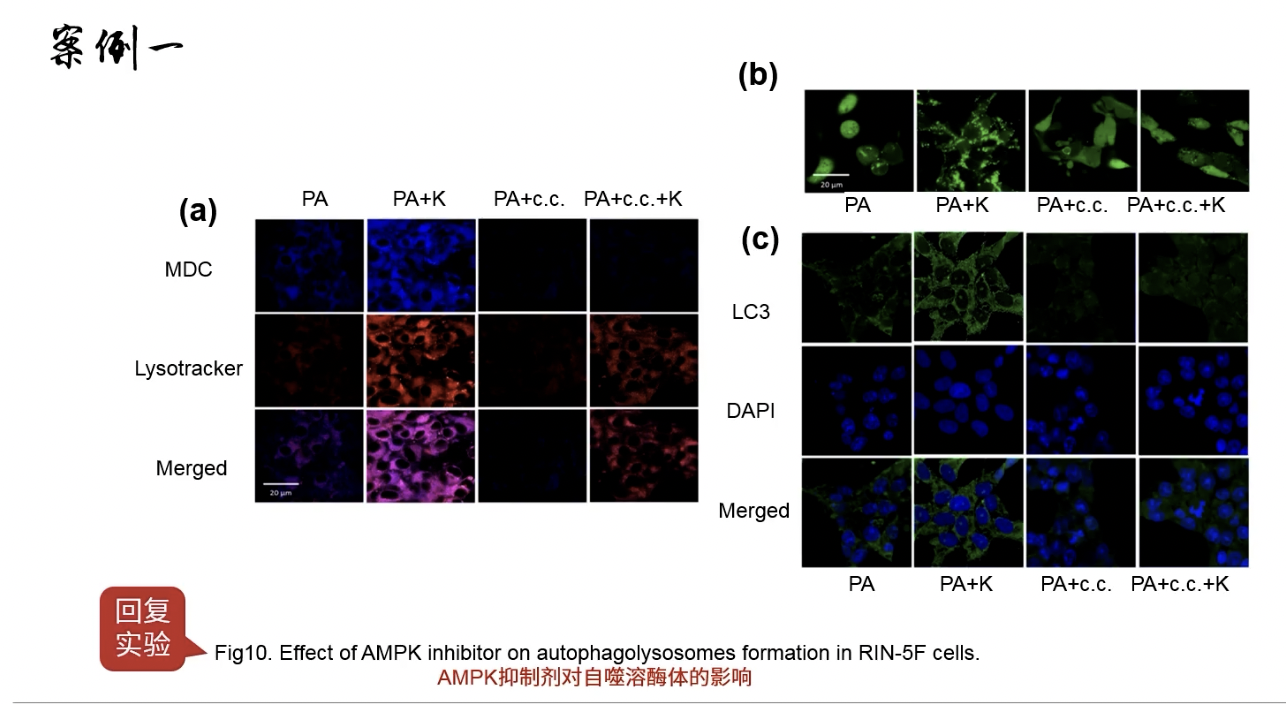 案例一
(a)
PA PA+K PA+c.c. PA+c.c.+K
MDC
Lysotracker
Merged
20 μm
(b)
20 μm
PA PA+K PA+c.c. PA+c.c.+K
(c)
LC3
DAPI
Merged
PA PA+K PA+c.c. PA+c.c.+K
回复
实验
Fig10. Effect of AMPK inhibitor on autophagolysosomes formation in RIN-5F cells.
AMPK抑制剂对自噬溶酶体的影响